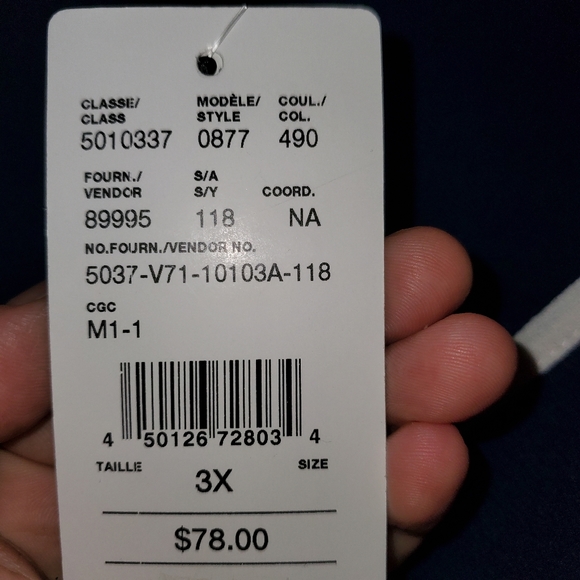 CLASSE/ MODÈLE/ COUL./
CLASS STYLE COL.
5010337 0877 490
FOURN./ S/A
VENDOR S/Y COORD.
89995 118 NA
NO.FOURN./VENDOR NO.
5037-V71-10103A-118
CGC
M1-1
4 50126 72803 4
TAILLE SIZE
3X
$78.00